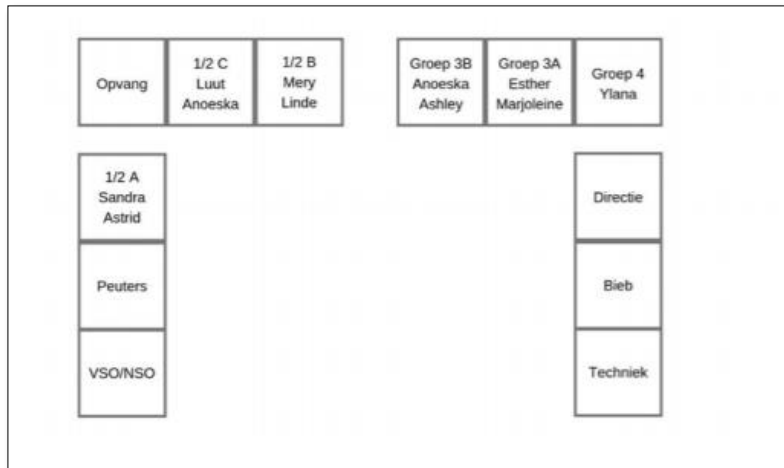 Opvang
1/2 C
Luut
Anoeska
1/2 B
Mery
Linde
Groep 3B
Anoeska
Ashley
Groep 3A
Esther
Marjoleine
Groep 4
Ylana
1/2 A
Sandra
Astrid
Directie
Peuters
Bieb
VSO/NSO
Techniek